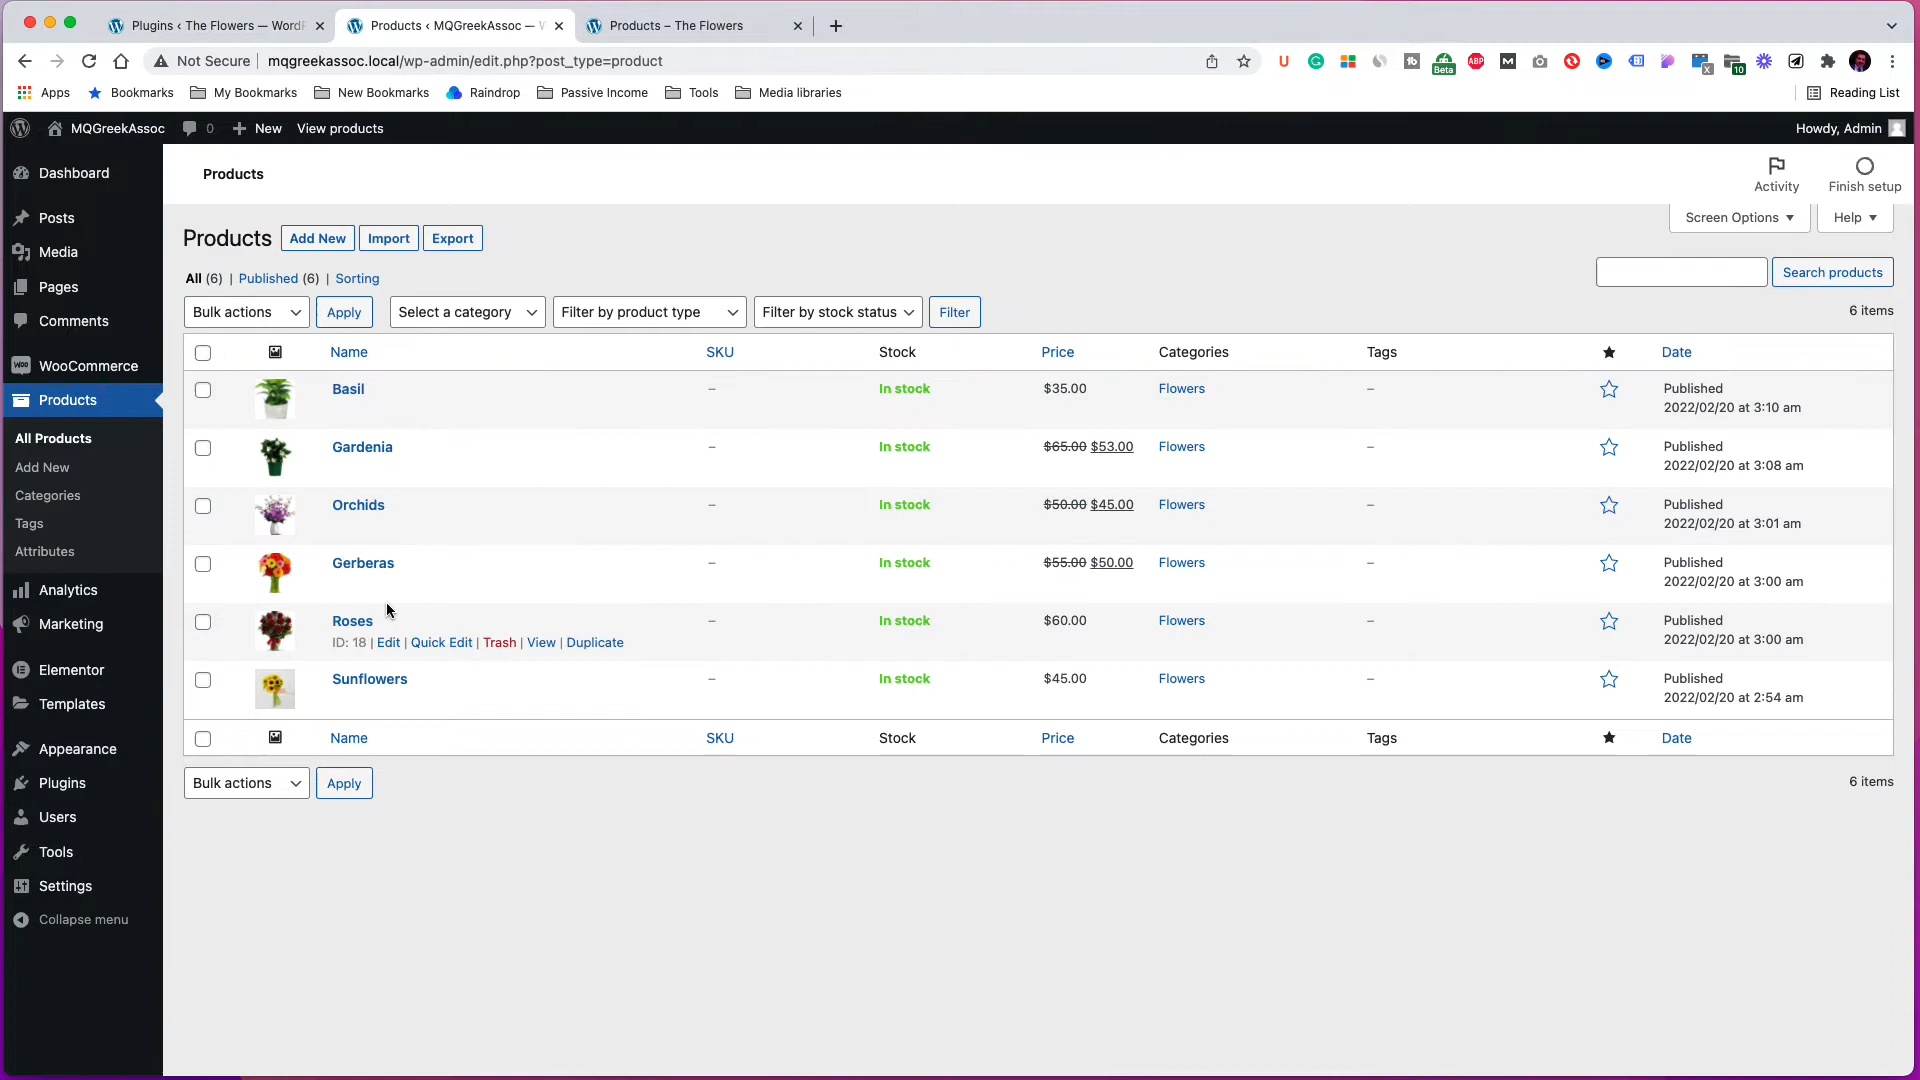 Plugins ‹ The Flowers — WordP
Products ‹ MQGreekAssoc — W
Products – The Flowers
Not Secure
mqgreekassoc.local/wp-admin/edit.php?post_type=product
Apps
Bookmarks
My Bookmarks
New Bookmarks
Raindrop
Passive Income
Tools
Media libraries
Reading List
MQGreekAssoc
0
New
View products
Howdy, Admin
Dashboard
Posts
Media
Pages
Comments
WooCommerce
Products
All Products
Add New
Categories
Tags
Attributes
Analytics
Marketing
Elementor
Templates
Appearance
Plugins
Users
Tools
Settings
Collapse menu
Products
Activity
Finish setup
Screen Options
Help
Products
Add New
Import
Export
All (6) | Published (6) | Sorting
Search products
Bulk actions
Apply
Select a category
Filter by product type
Filter by stock status
Filter
6 items
Name SKU Stock Price Categories Tags Date
Basil – In stock $35.00 Flowers – Published
2022/02/20 at 3:10 am
Gardenia – In stock $65.00 $53.00 Flowers – Published
2022/02/20 at 3:08 am
Orchids – In stock $50.00 $45.00 Flowers – Published
2022/02/20 at 3:01 am
Gerberas – In stock $55.00 $50.00 Flowers – Published
2022/02/20 at 3:00 am
Roses – In stock $60.00 Flowers – Published
ID: 18 | Edit | Quick Edit | Trash | View | Duplicate 2022/02/20 at 3:00 am
Sunflowers – In stock $45.00 Flowers – Published
2022/02/20 at 2:54 am
Name SKU Stock Price Categories Tags Date
Bulk actions
Apply
6 items